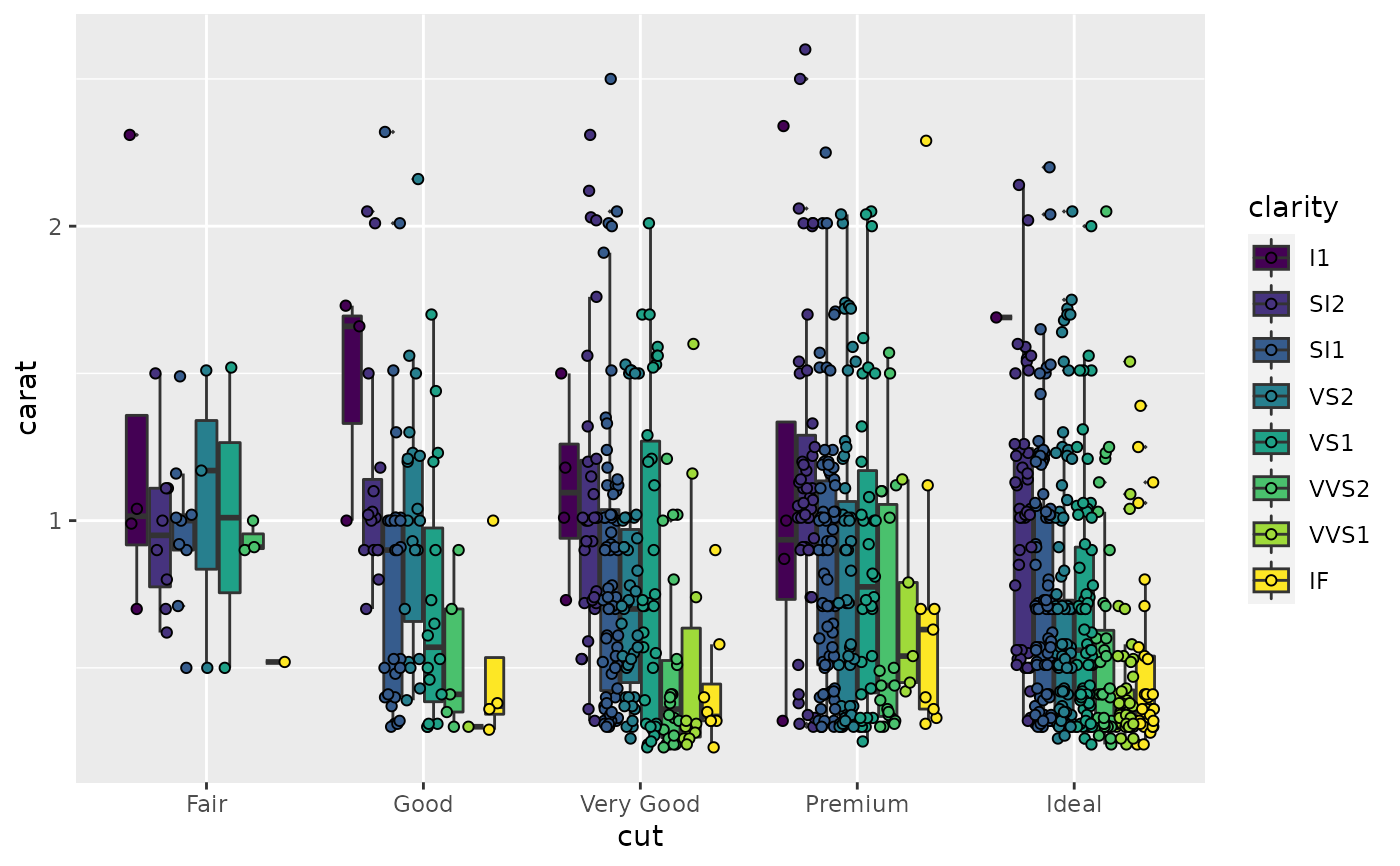 carat
2
1
Fair
Good
Very Good
Premium
Ideal
cut
clarity
I1
SI2
SI1
VS2
VS1
VVS2
VVS1
IF